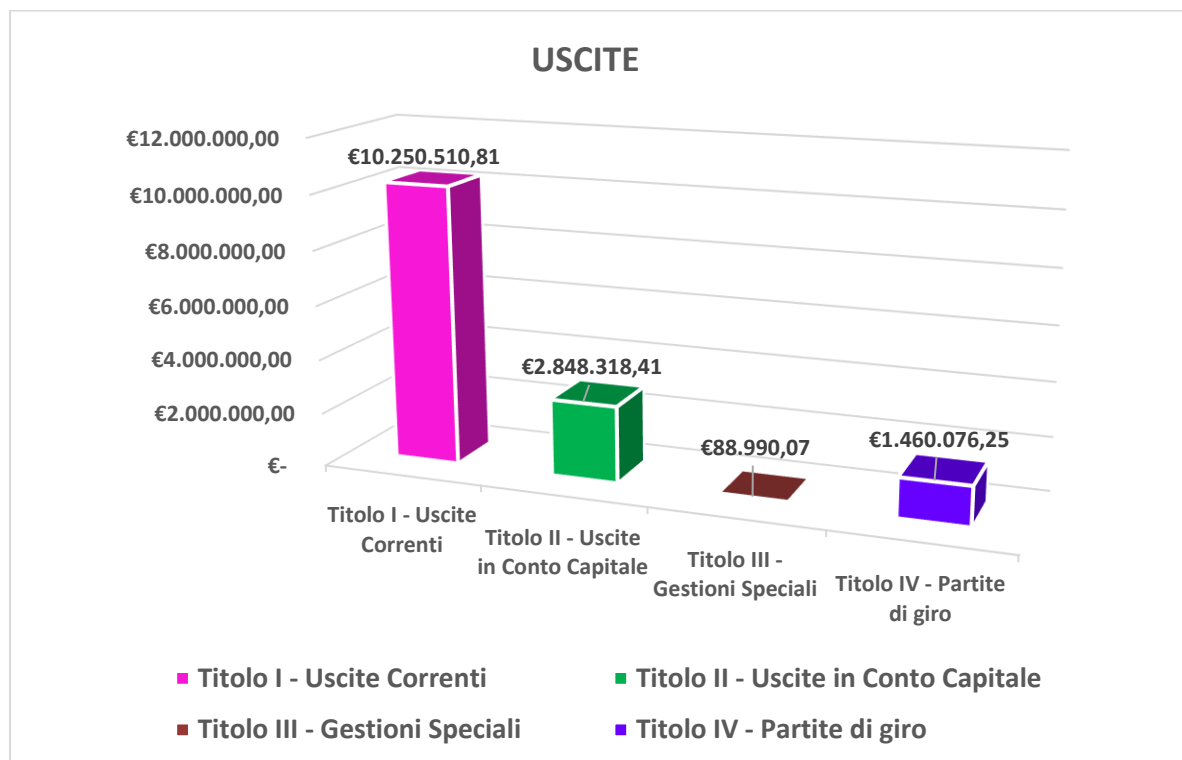 USCITE
€12.000.000,00
€10.000.000,00
€8.000.000,00
€6.000.000,00
€4.000.000,00
€2.000.000,00
€-
€10.250.510,81
€2.848.318,41
€88.990,07
€1.460.076,25
Titolo I - Uscite
Correnti
Titolo II - Uscite
in Conto Capitale
Titolo III -
Gestioni Speciali
Titolo IV - Partite
di giro
Titolo I - Uscite Correnti
Titolo II - Uscite in Conto Capitale
Titolo III - Gestioni Speciali
Titolo IV - Partite di giro